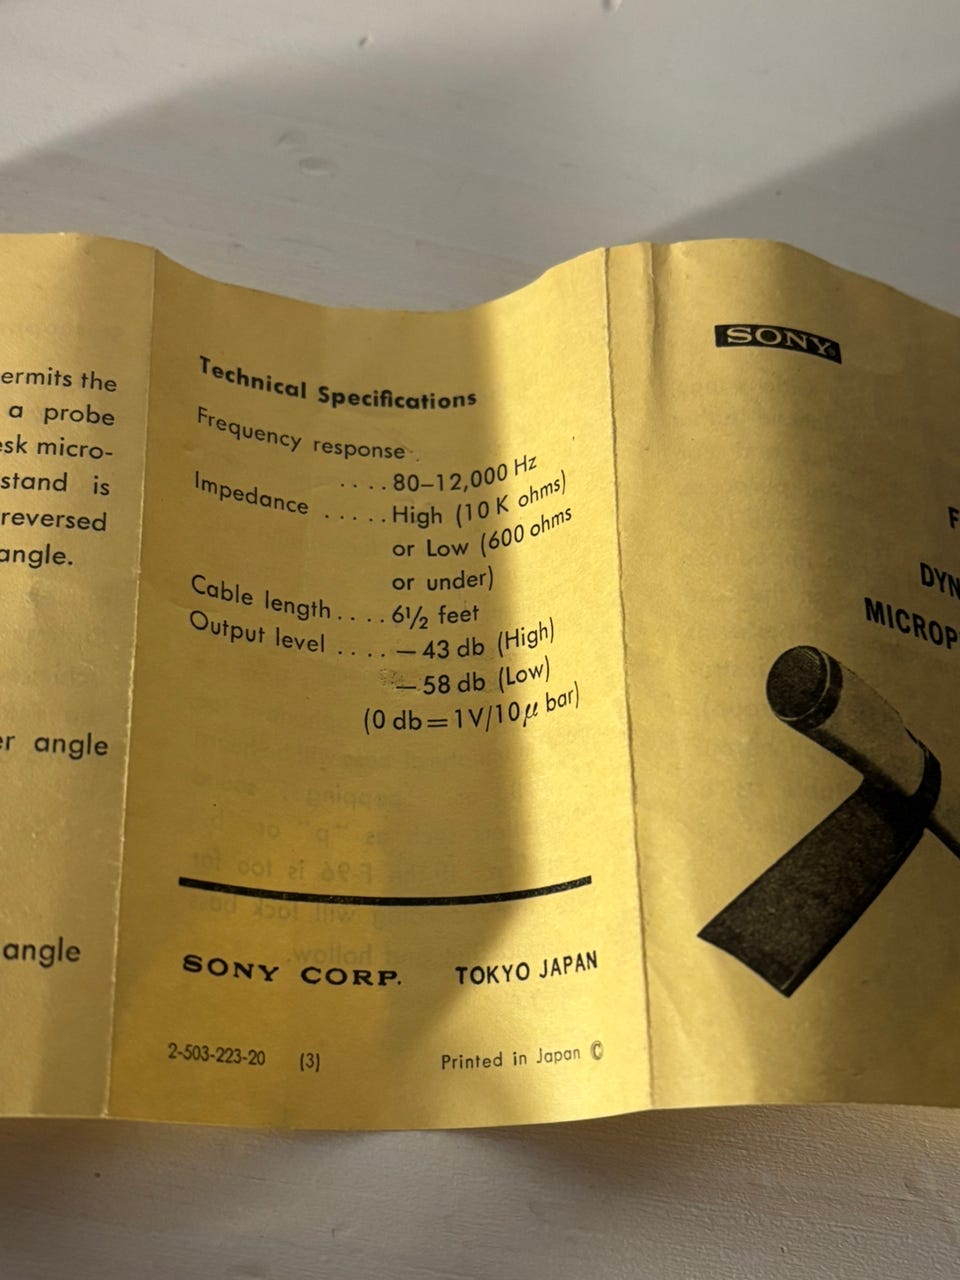 ermits the
a probe
esk micro-
stand is
reversed
angle.
er angle
angle
Technical Specifications
Frequency response
.... 80–12,000 Hz
Impedance ..... High (10 K ohms)
or Low (600 ohms
or under)
Cable length .... 6½ feet
Output level .... —43 db (High)
—58 db (Low)
(0 db=1V/10μ bar)
SONY CORP. TOKYO JAPAN
2-503-223-20 (3) Printed in Japan ©
SONY
F
DYN
MICROP